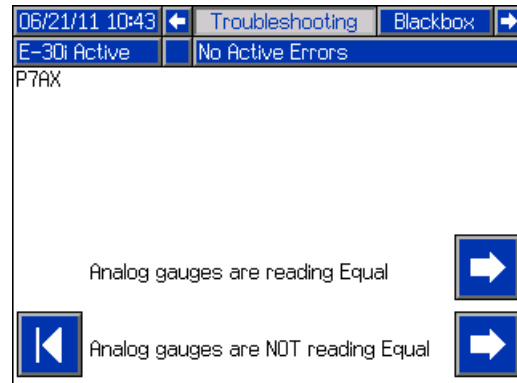 06/21/11 10:43 Troubleshooting Blackbox
E-30i Active No Active Errors
P7AX
Analog gauges are reading Equal
Analog gauges are NOT reading Equal